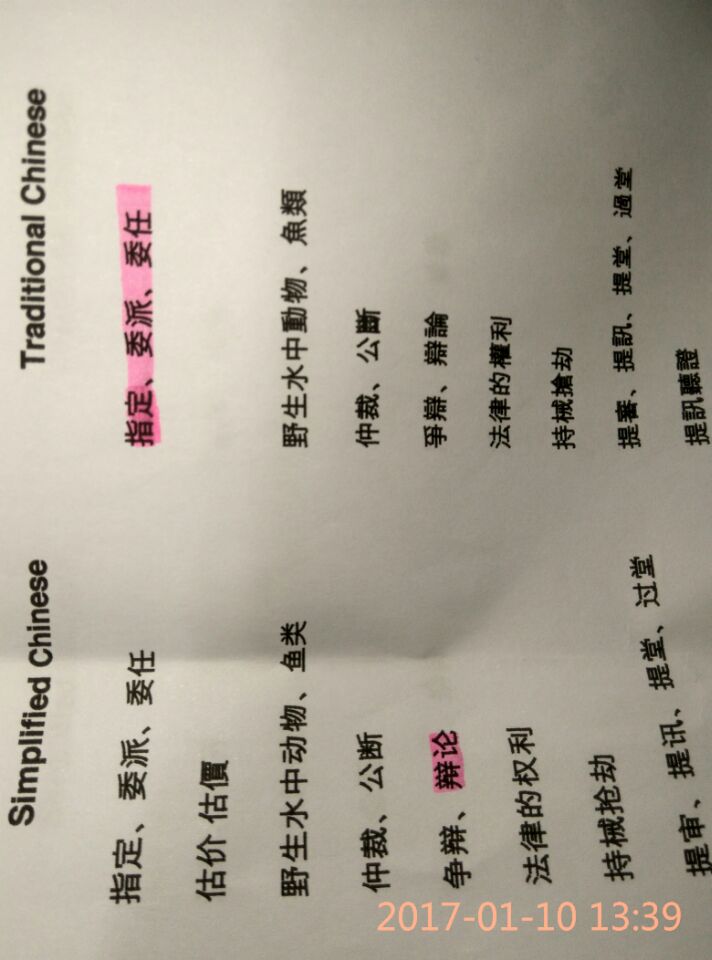 Simplified Chinese Traditional Chinese
指定、委派、委任 指定、委派、委任
估价 估價
野生水中动物、鱼类 野生水中動物、魚類
仲裁、公断 仲裁、公斷
争辩、辩论 爭辯、辯論
法律的权利 法律的權利
持械抢劫 持械搶劫
提审、提讯、提堂、过堂 提審、提訊、提堂、過堂
提訊聽證
2017-01-10 13:39